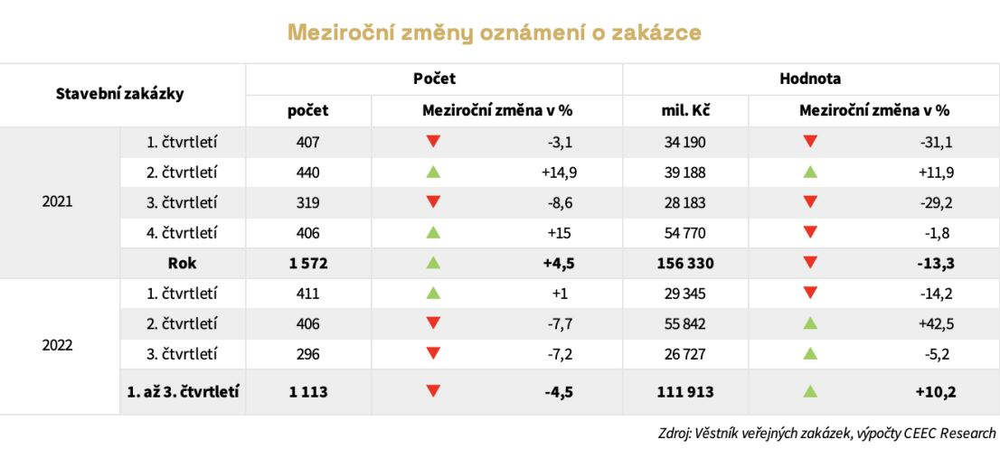 Meziroční změny oznámení o zakázce
Stavební zakázky Počet Hodnota
počet Meziroční změna v % mil. Kč Meziroční změna v %
2021
1. čtvrtletí 407 ▼ -3,1 34 190 ▼ -31,1
2. čtvrtletí 440 ▲ +14,9 39 188 ▲ +11,9
3. čtvrtletí 319 ▼ -8,6 28 183 ▼ -29,2
4. čtvrtletí 406 ▲ +15 54 770 ▼ -1,8
Rok 1 572 ▲ +4,5 156 330 ▼ -13,3
2022
1. čtvrtletí 411 ▲ +1 29 345 ▼ -14,2
2. čtvrtletí 406 ▼ -7,7 55 842 ▲ +42,5
3. čtvrtletí 296 ▼ -7,2 26 727 ▲ -5,2
1. až 3. čtvrtletí 1 113 ▼ -4,5 111 913 ▲ +10,2
Zdroj: Věstník veřejných zakázek, výpočty CEEC Research